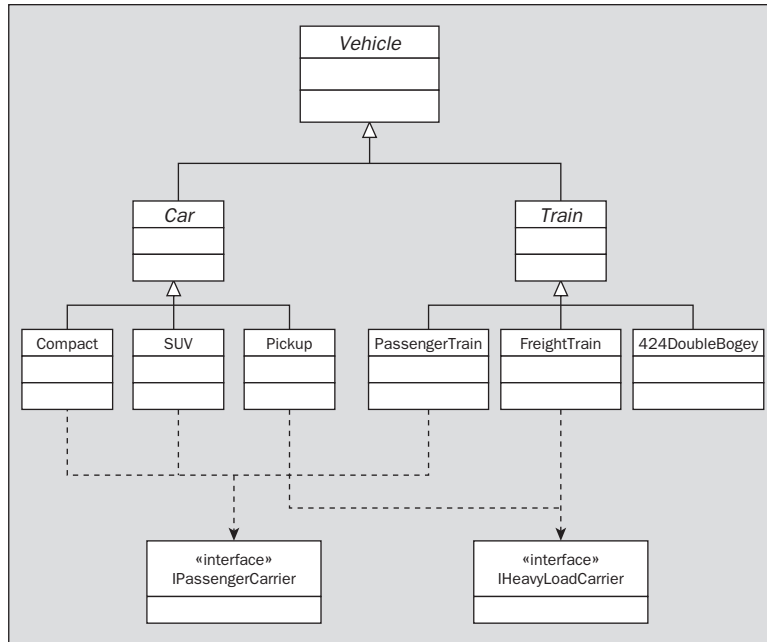 Vehicle
Car
Train
Compact
SUV
Pickup
PassengerTrain
FreightTrain
424DoubleBogey
«interface»
IPassengerCarrier
«interface»
IHeavyLoadCarrier